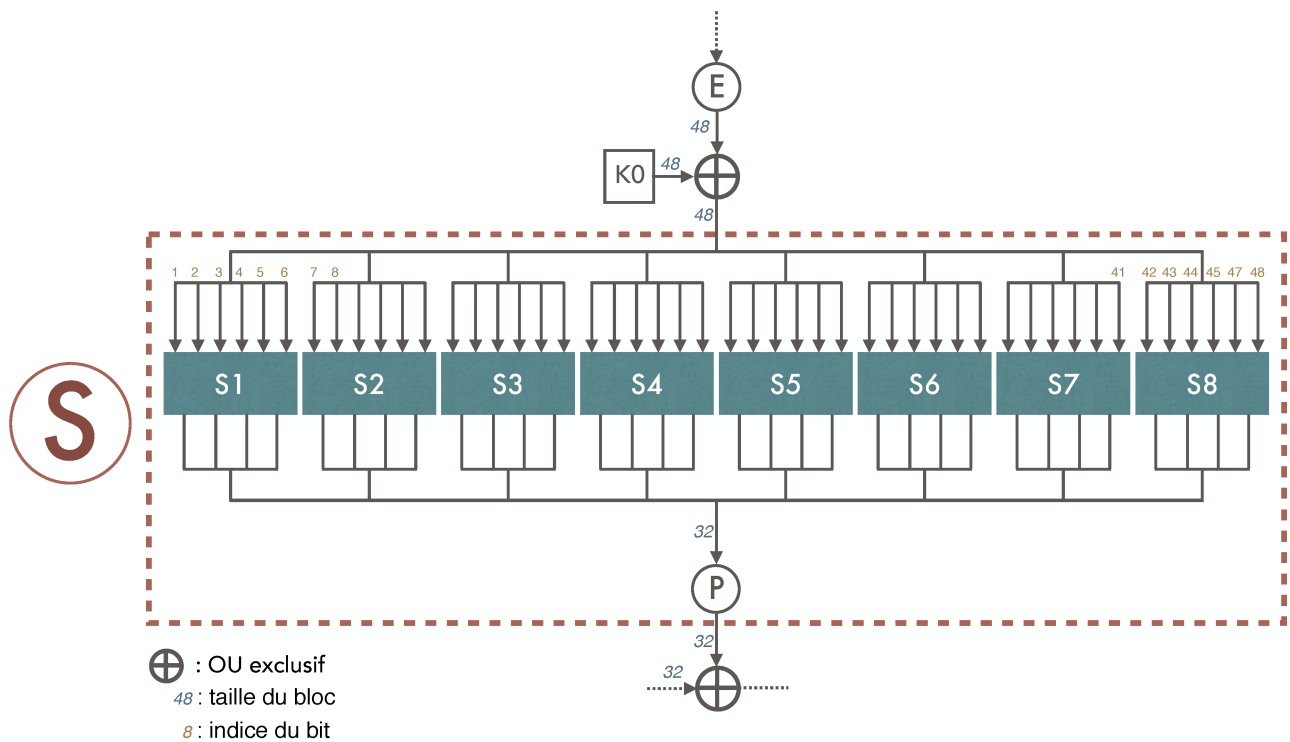 E
48
K0 48
48
1 2 3 4 5 6 7 8 41 42 43 44 45 47 48
S
S1 S2 S3 S4 S5 S6 S7 S8
32
P
32
32
: OU exclusif
48 : taille du bloc
8 : indice du bit